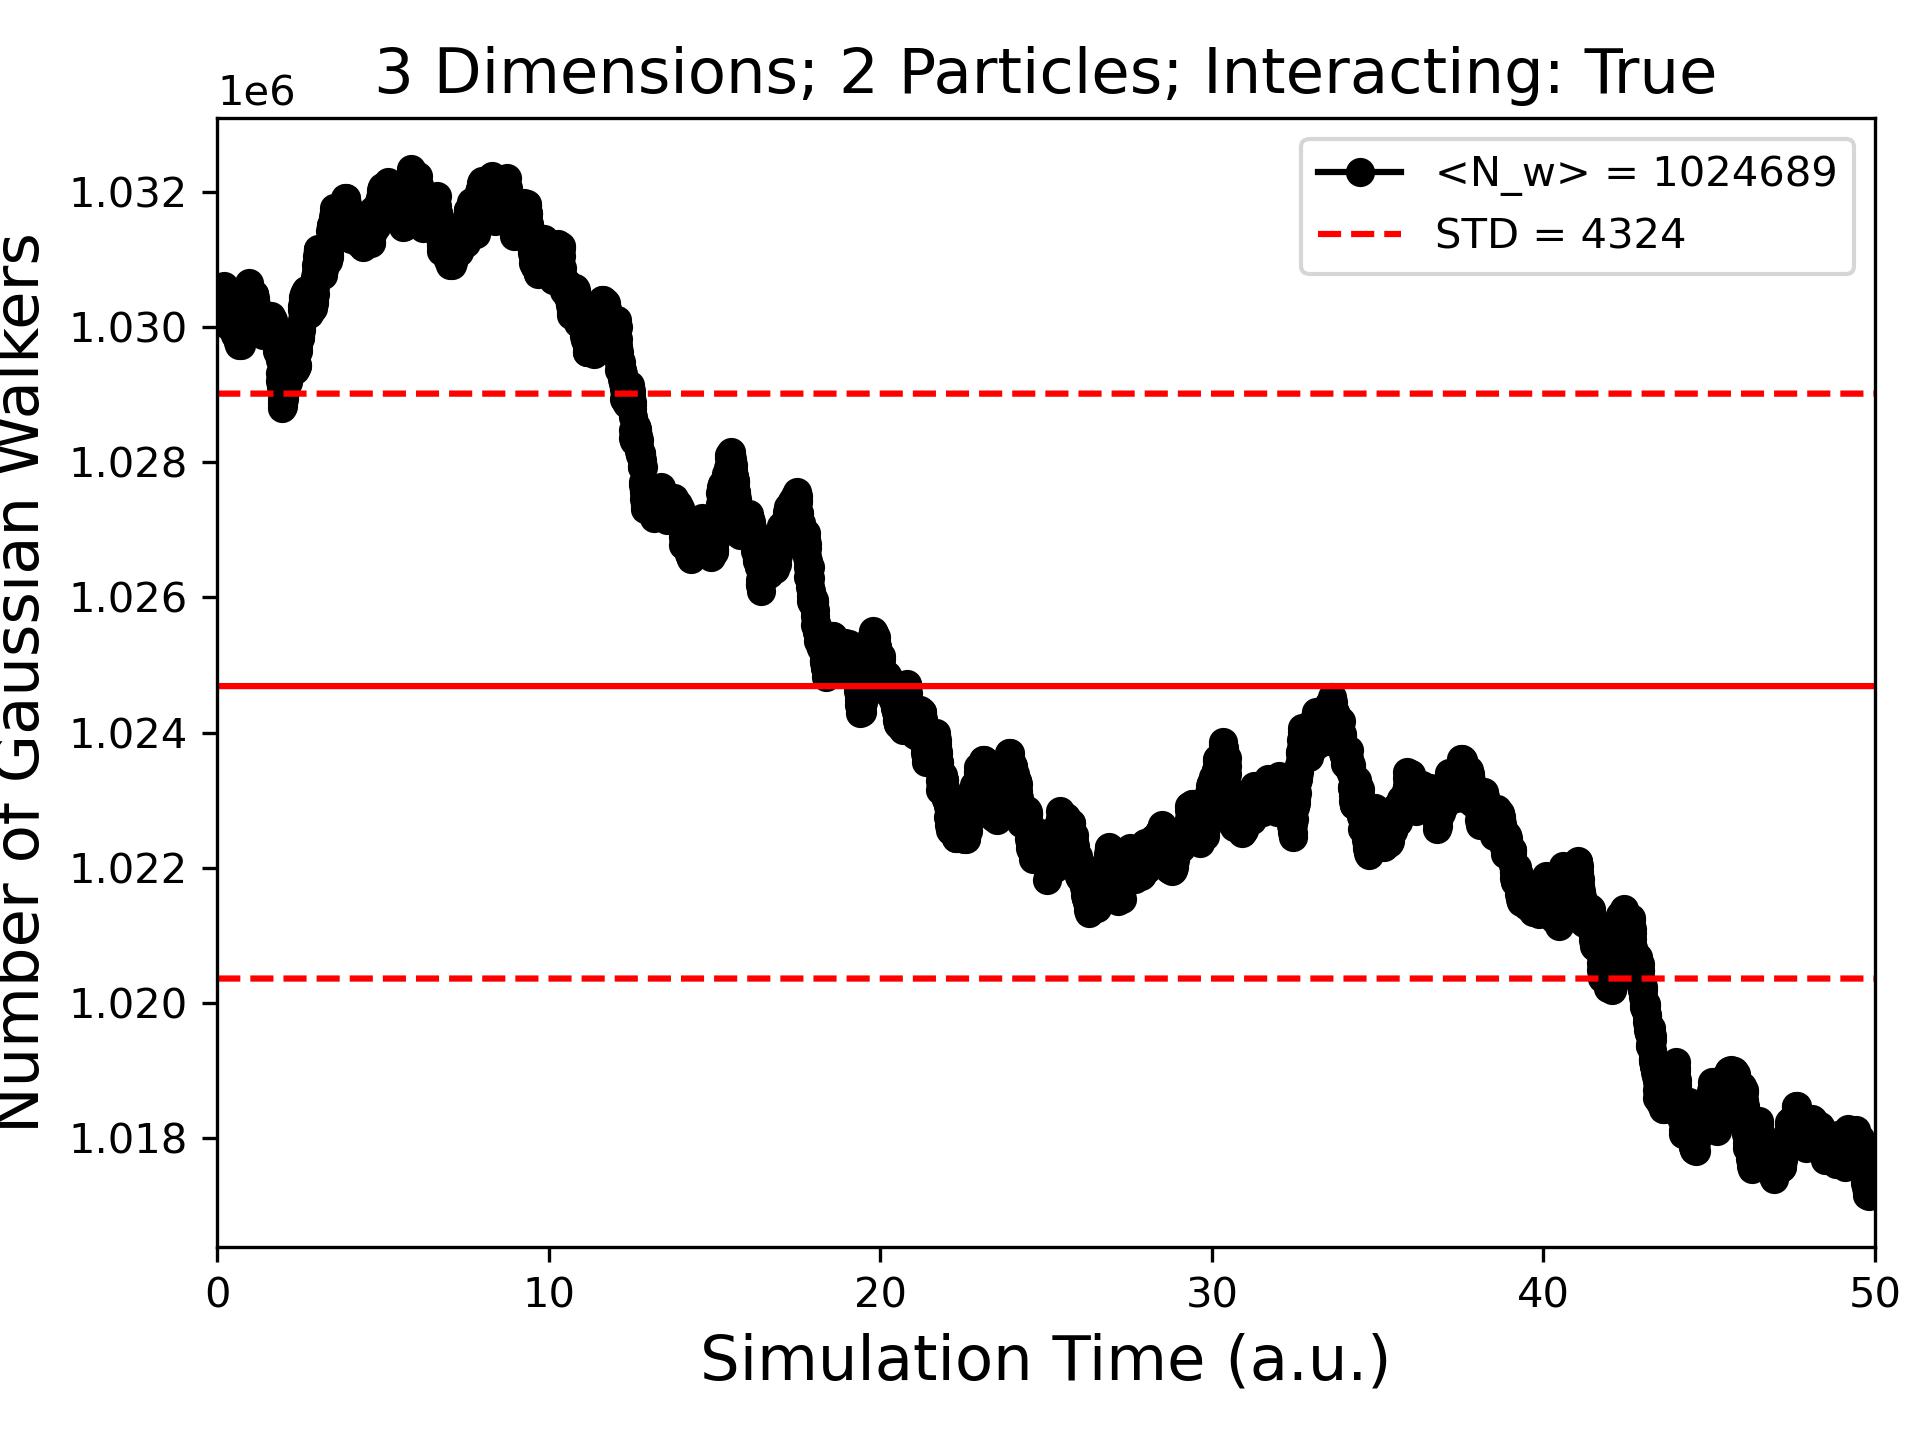 3 Dimensions; 2 Particles; Interacting: True
1e6
<N_w> = 1024689
STD = 4324
1.032
1.030
1.028
1.026
1.024
1.022
1.020
1.018
Number of Gaussian Walkers
0 10 20 30 40 50
Simulation Time (a.u.)